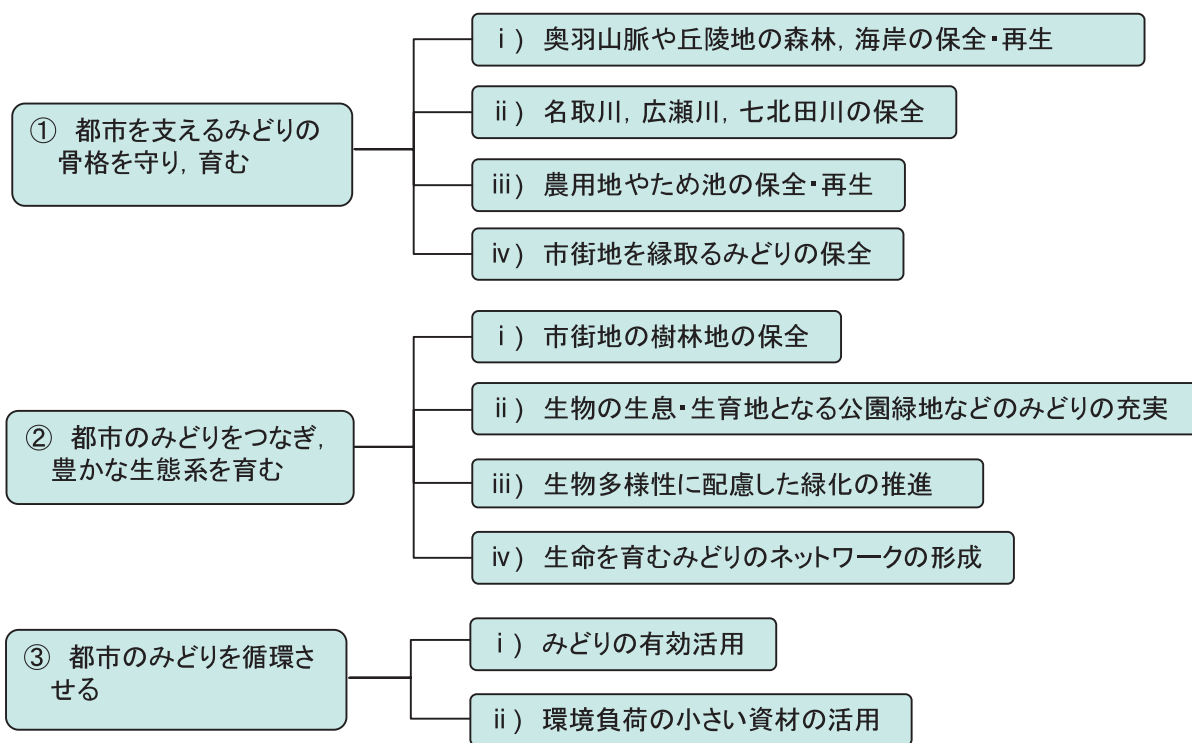 ① 都市を支えるみどりの
骨格を守り, 育む
ⅰ) 奥羽山脈や丘陵地の森林, 海岸の保全・再生
ⅱ) 名取川, 広瀬川, 七北田川の保全
ⅲ) 農用地やため池の保全・再生
ⅳ) 市街地を縁取るみどりの保全
② 都市のみどりをつなぎ,
豊かな生態系を育む
ⅰ) 市街地の樹林地の保全
ⅱ) 生物の生息・生育地となる公園緑地などのみどりの充実
ⅲ) 生物多様性に配慮した緑化の推進
ⅳ) 生命を育むみどりのネットワークの形成
③ 都市のみどりを循環さ
せる
ⅰ) みどりの有効活用
ⅱ) 環境負荷の小さい資材の活用